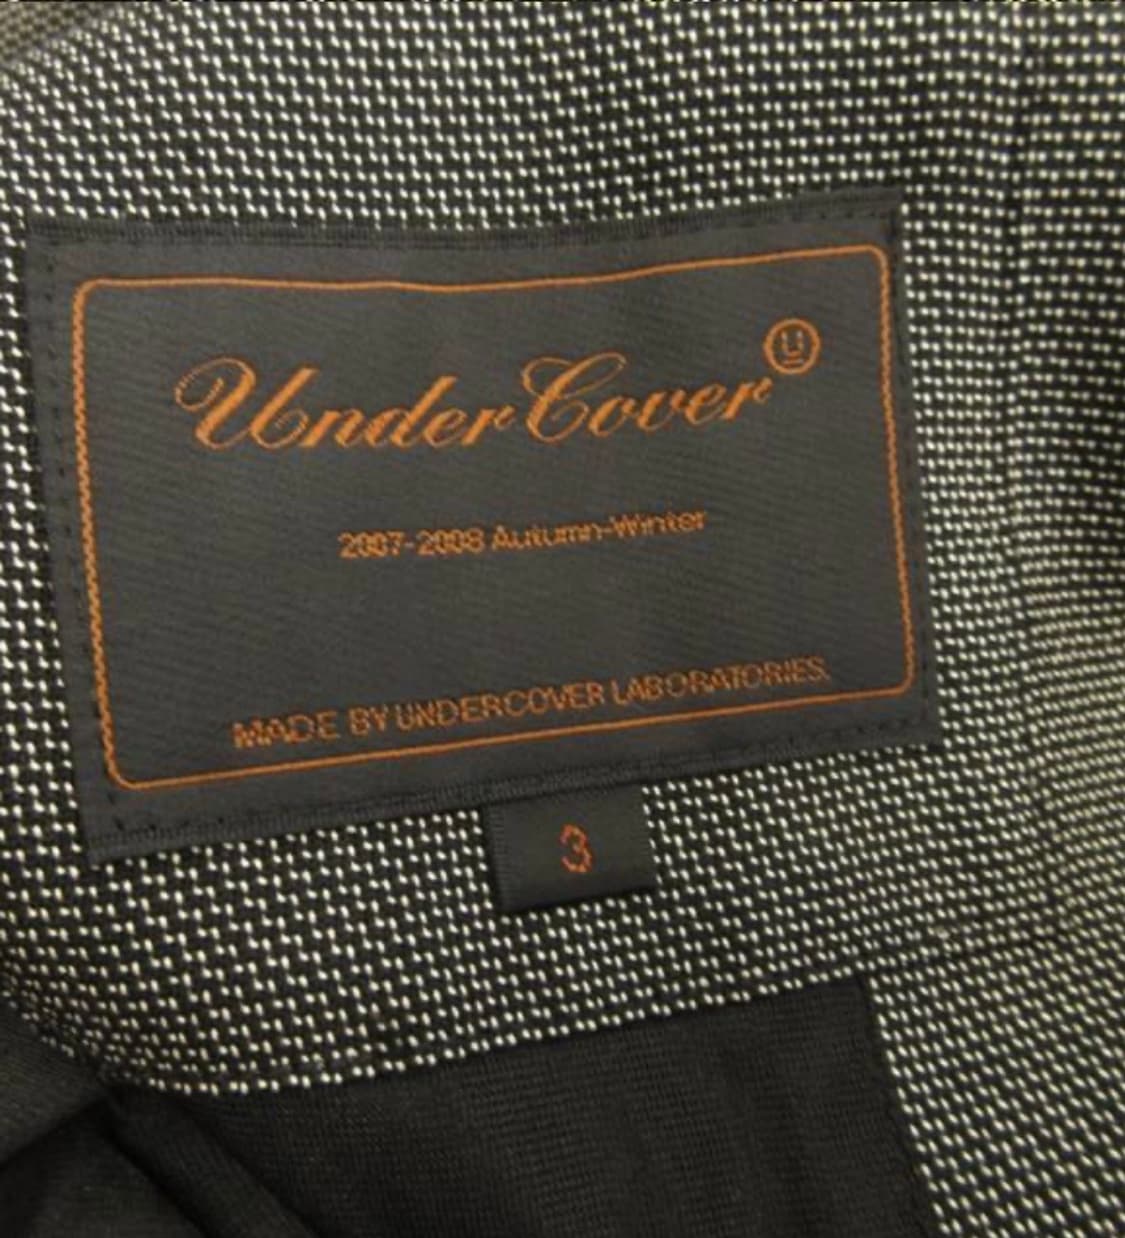 UnderCover Ⓤ
2007-2008 Autumn-Winter
MADE BY UNDERCOVER LABORATORIES.
3